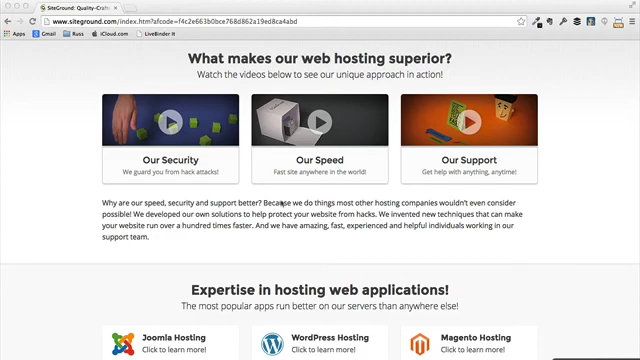 SiteGround: Quality-Crafte
www.siteground.com/index.htm?afcode=f4c2e663b0bce768d862a19ed8ca4abd
Apps Gmail Russ iCloud.com LiveBinder It
What makes our web hosting superior?
Watch the videos below to see our unique approach in action!
Our Security
We guard you from hack attacks!
Our Speed
Fast site anywhere in the world!
Our Support
Get help with anything, anytime!
Why are our speed, security and support better? Because we do things most other hosting companies wouldn't even consider
possible! We developed our own solutions to help protect your website from hacks. We invented new techniques that can make
your website run over a hundred times faster. And we have amazing, fast, experienced and helpful individuals working in our
support team.
Expertise in hosting web applications!
The most popular apps run better on our servers than anywhere else!
Joomla Hosting
Click to learn more!
WordPress Hosting
Click to learn more!
Magento Hosting
Click to learn more!